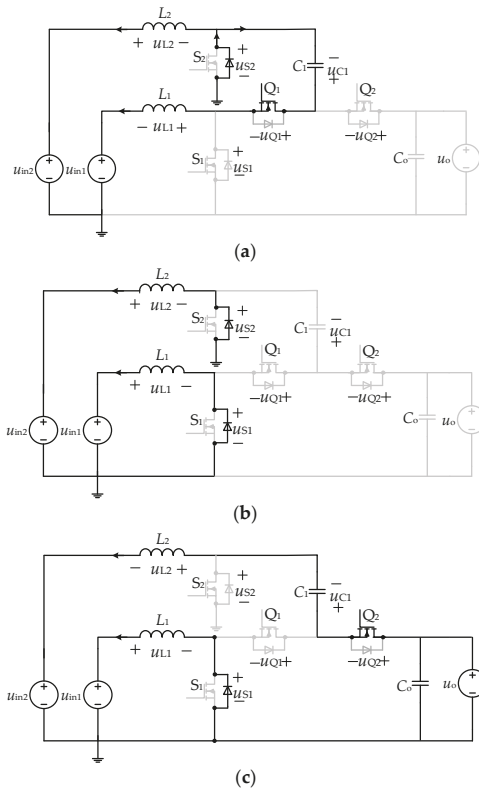 L2
+ uL2 −
S2
+
uS2
−
C1
−
uC1
+
L1
− uL1 +
Q1
Q2
−uQ1+
−uQ2+
S1
+
uS1
−
uin2
uin1
Co
uo
(a)
L2
+ uL2 −
S2
+
uS2
−
C1
−
uC1
+
L1
+ uL1 −
Q1
Q2
−uQ1+
−uQ2+
S1
+
uS1
−
uin2
uin1
Co
uo
(b)
L2
− uL2 +
S2
+
uS2
−
C1
−
uC1
+
L1
+ uL1 −
Q1
Q2
−uQ1+
−uQ2+
S1
+
uS1
−
uin2
uin1
Co
uo
(c)